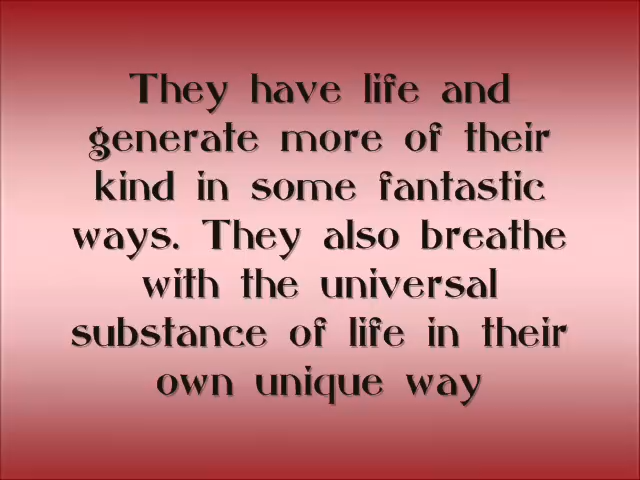 They have life and
generate more of their
kind in some fantastic
ways. They also breathe
with the universal
substance of life in their
own unique way